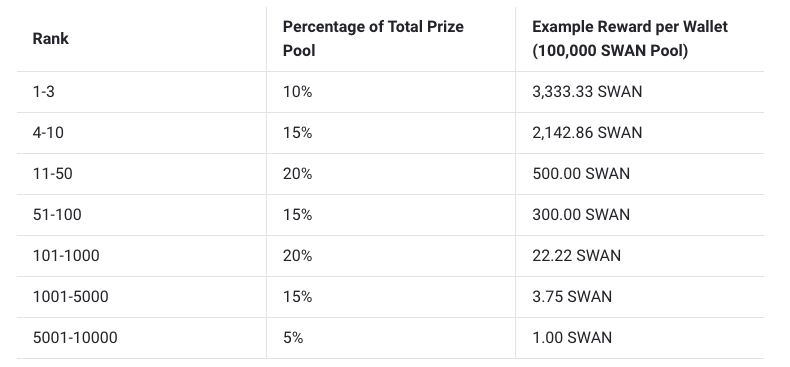 Rank
Percentage of Total Prize
Pool
Example Reward per Wallet
(100,000 SWAN Pool)
1-3 10% 3,333.33 SWAN
4-10 15% 2,142.86 SWAN
11-50 20% 500.00 SWAN
51-100 15% 300.00 SWAN
101-1000 20% 22.22 SWAN
1001-5000 15% 3.75 SWAN
5001-10000 5% 1.00 SWAN